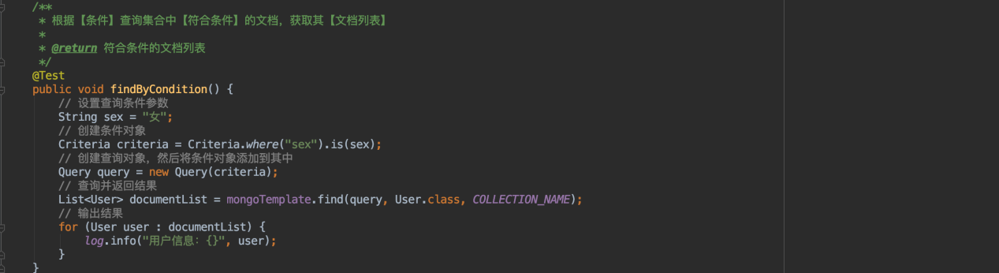 /**
 * 根据【条件】查询集合中【符合条件】的文档，获取其【文档列表】
 *
 * @return 符合条件的文档列表
 */
@Test
public void findByCondition() {
    // 设置查询条件参数
    String sex = "女";
    // 创建条件对象
    Criteria criteria = Criteria.where("sex").is(sex);
    // 创建查询对象，然后将条件对象添加到其中
    Query query = new Query(criteria);
    // 查询并返回结果
    List<User> documentList = mongoTemplate.find(query, User.class, COLLECTION_NAME);
    // 输出结果
    for (User user : documentList) {
        log.info("用户信息：{}", user);
    }
}